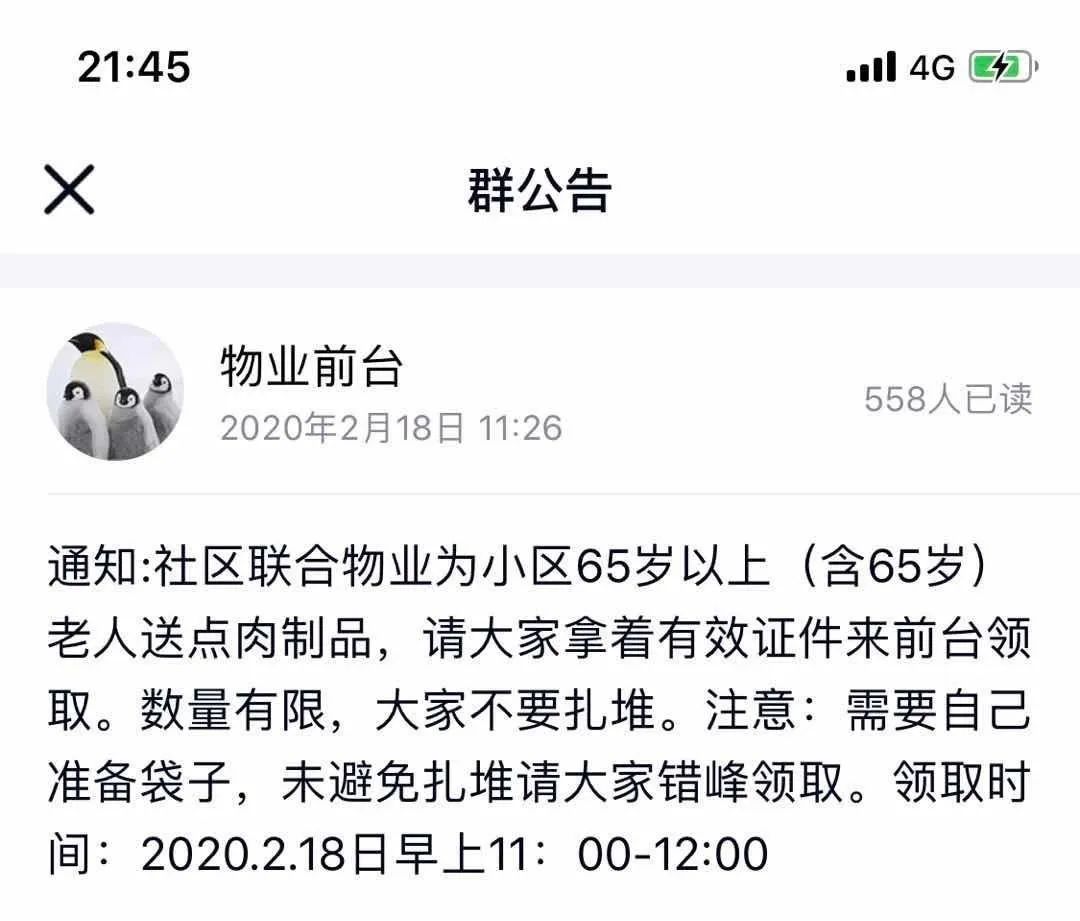 21:45
4G
群公告
物业前台
2020年2月18日 11:26
558人已读
通知:社区联合物业为小区65岁以上（含65岁）
老人送点肉制品，请大家拿着有效证件来前台领
取。数量有限，大家不要扎堆。注意：需要自己
准备袋子，未避免扎堆请大家错峰领取。领取时
间：2020.2.18日早上11：00-12:00